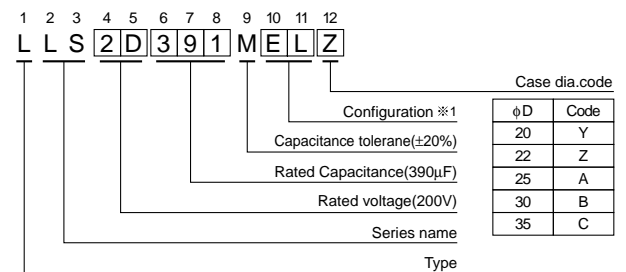 1 2 3 4 5 6 7 8 9 10 11 12
L L S 2 D 3 9 1 M E L Z
Case dia.code
Configuration ※1
Capacitance tolerane(±20%)
Rated Capacitance(390μF)
Rated voltage(200V)
Series name
Type
φD Code
20 Y
22 Z
25 A
30 B
35 C